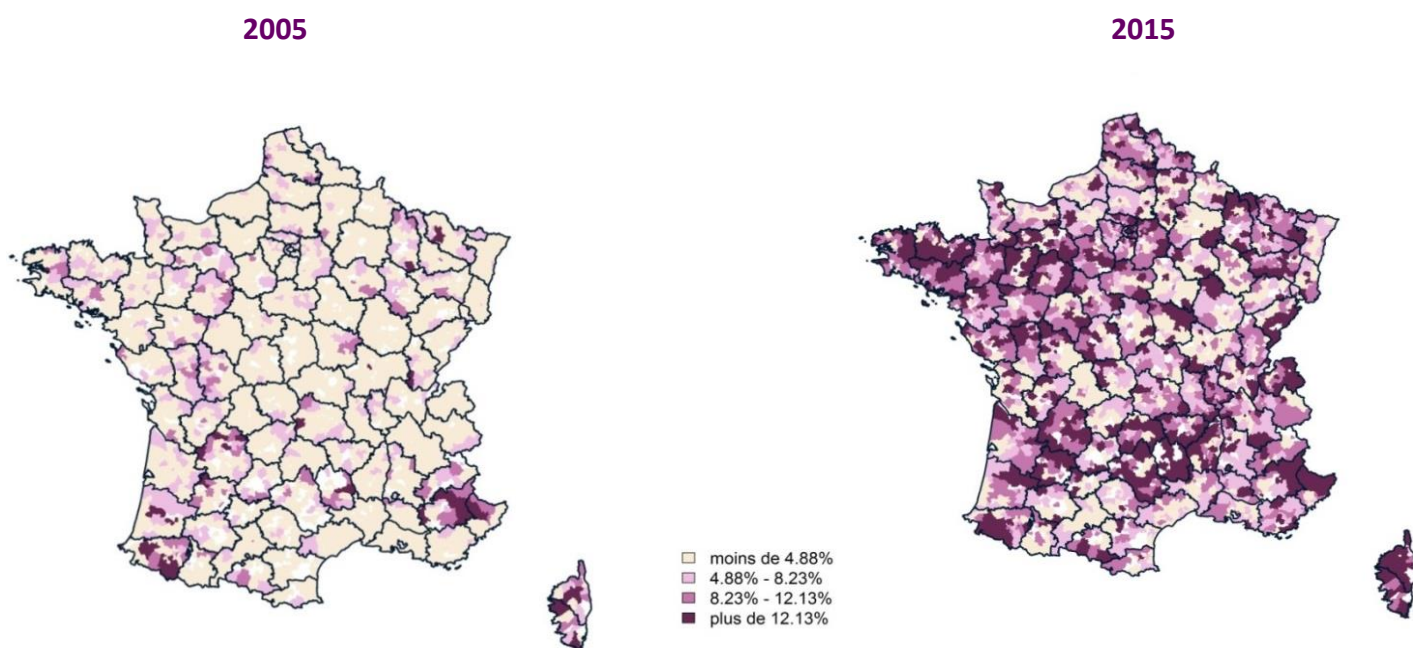 2005
2015
moins de 4.88%
4.88% - 8.23%
8.23% - 12.13%
plus de 12.13%